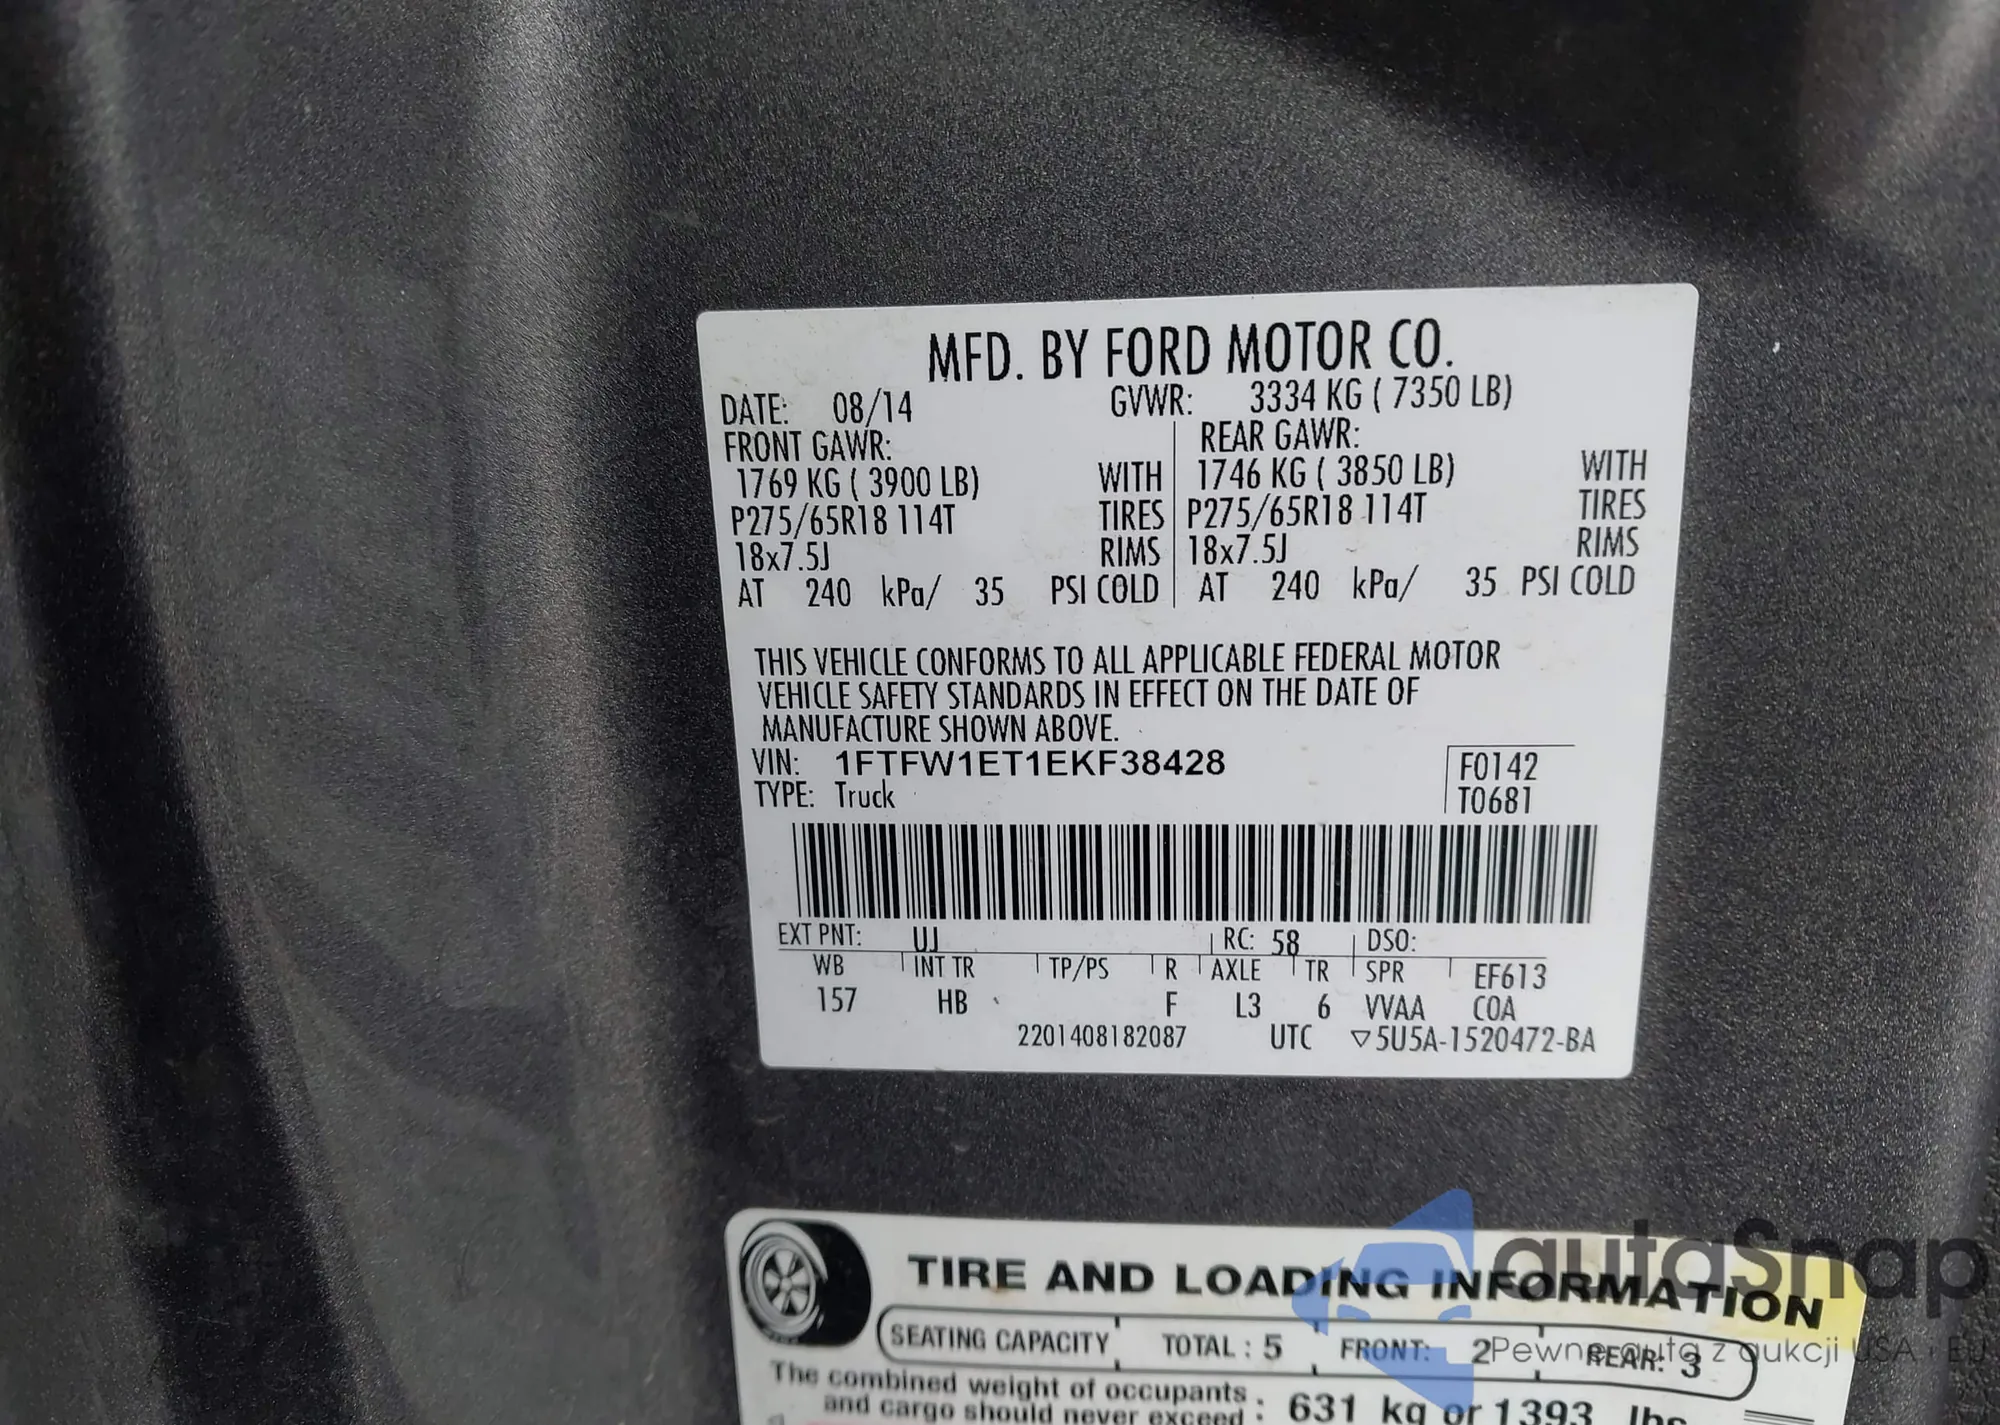 MFD. BY FORD MOTOR CO.
DATE: 08/14 GVWR: 3334 KG ( 7350 LB)
FRONT GAWR: REAR GAWR:
1769 KG ( 3900 LB) WITH 1746 KG ( 3850 LB) WITH
P275/65R18 114T TIRES P275/65R18 114T TIRES
18x7.5J RIMS 18x7.5J RIMS
AT 240 kPa/ 35 PSI COLD AT 240 kPa/ 35 PSI COLD
THIS VEHICLE CONFORMS TO ALL APPLICABLE FEDERAL MOTOR
VEHICLE SAFETY STANDARDS IN EFFECT ON THE DATE OF
MANUFACTURE SHOWN ABOVE.
VIN: 1FTFW1ET1EKF38428 F0142
TYPE: Truck T0681
EXT PNT: UJ RC: 58 DSO:
WB INT TR TP/PS R AXLE TR SPR EF613
157 HB F L3 6 VVAA COA
2201408182087 UTC ▽5U5A-1520472-BA
TIRE AND LOADING INFORMATION
autoSnap
SEATING CAPACITY TOTAL : 5 FRONT: 2 REAR: 3
Pewne auta z aukcji USA i EU
The combined weight of occupants : 631 kg or 1393 lbs
and cargo should never exceed :